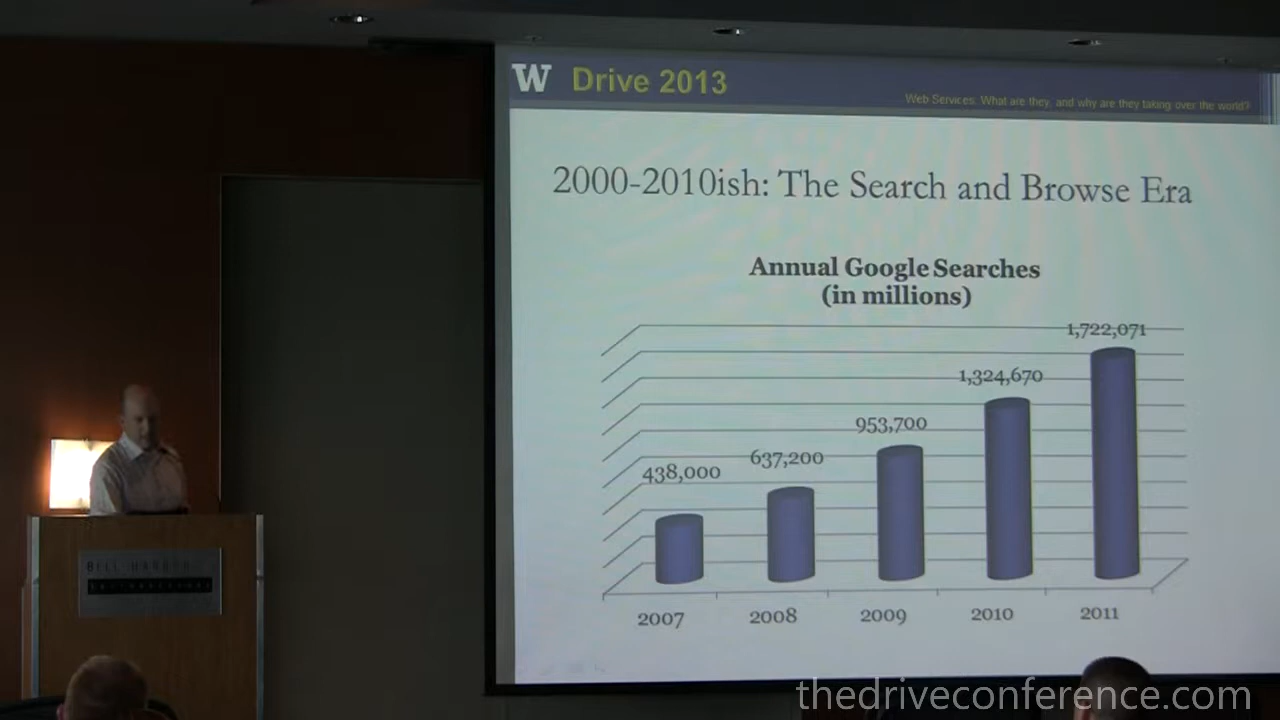 W Drive 2013
Web Services: What are they, and why are they taking over the world?
2000-2010ish: The Search and Browse Era
Annual Google Searches
(in millions)
1,722,071
1,324,670
953,700
637,200
438,000
2007 2008 2009 2010 2011
BILL
thedriveconference.com